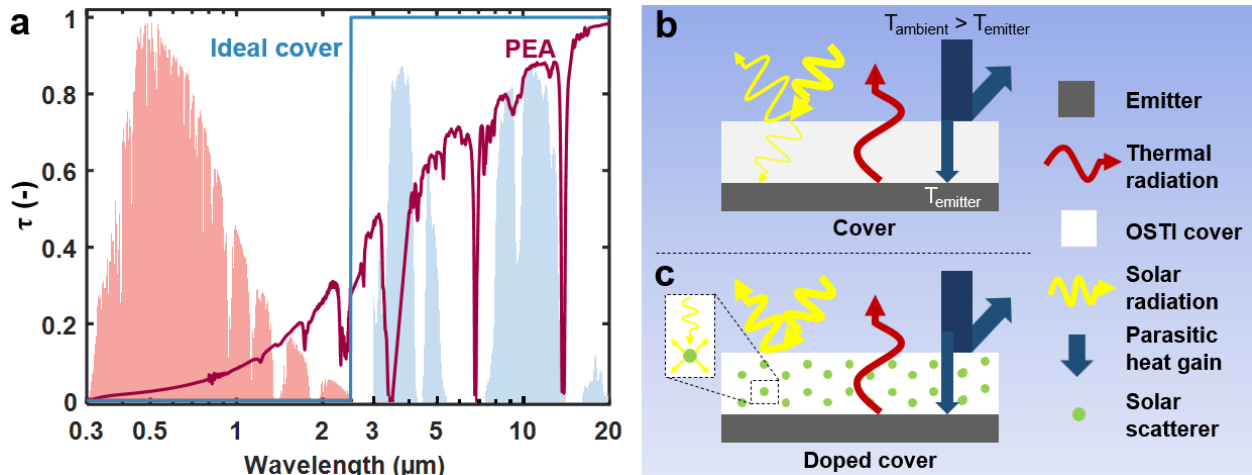 a
τ (-)
1
0.8
0.6
0.4
0.2
0
Ideal cover
PEA
0.3
0.5
1
2
3
5
10
20
Wavelength (µm)
b
T_ambient > T_emitter
T_emitter
Cover
c
Doped cover
Emitter
Thermal
radiation
OSTI cover
Solar
radiation
Parasitic
heat gain
Solar
scatterer